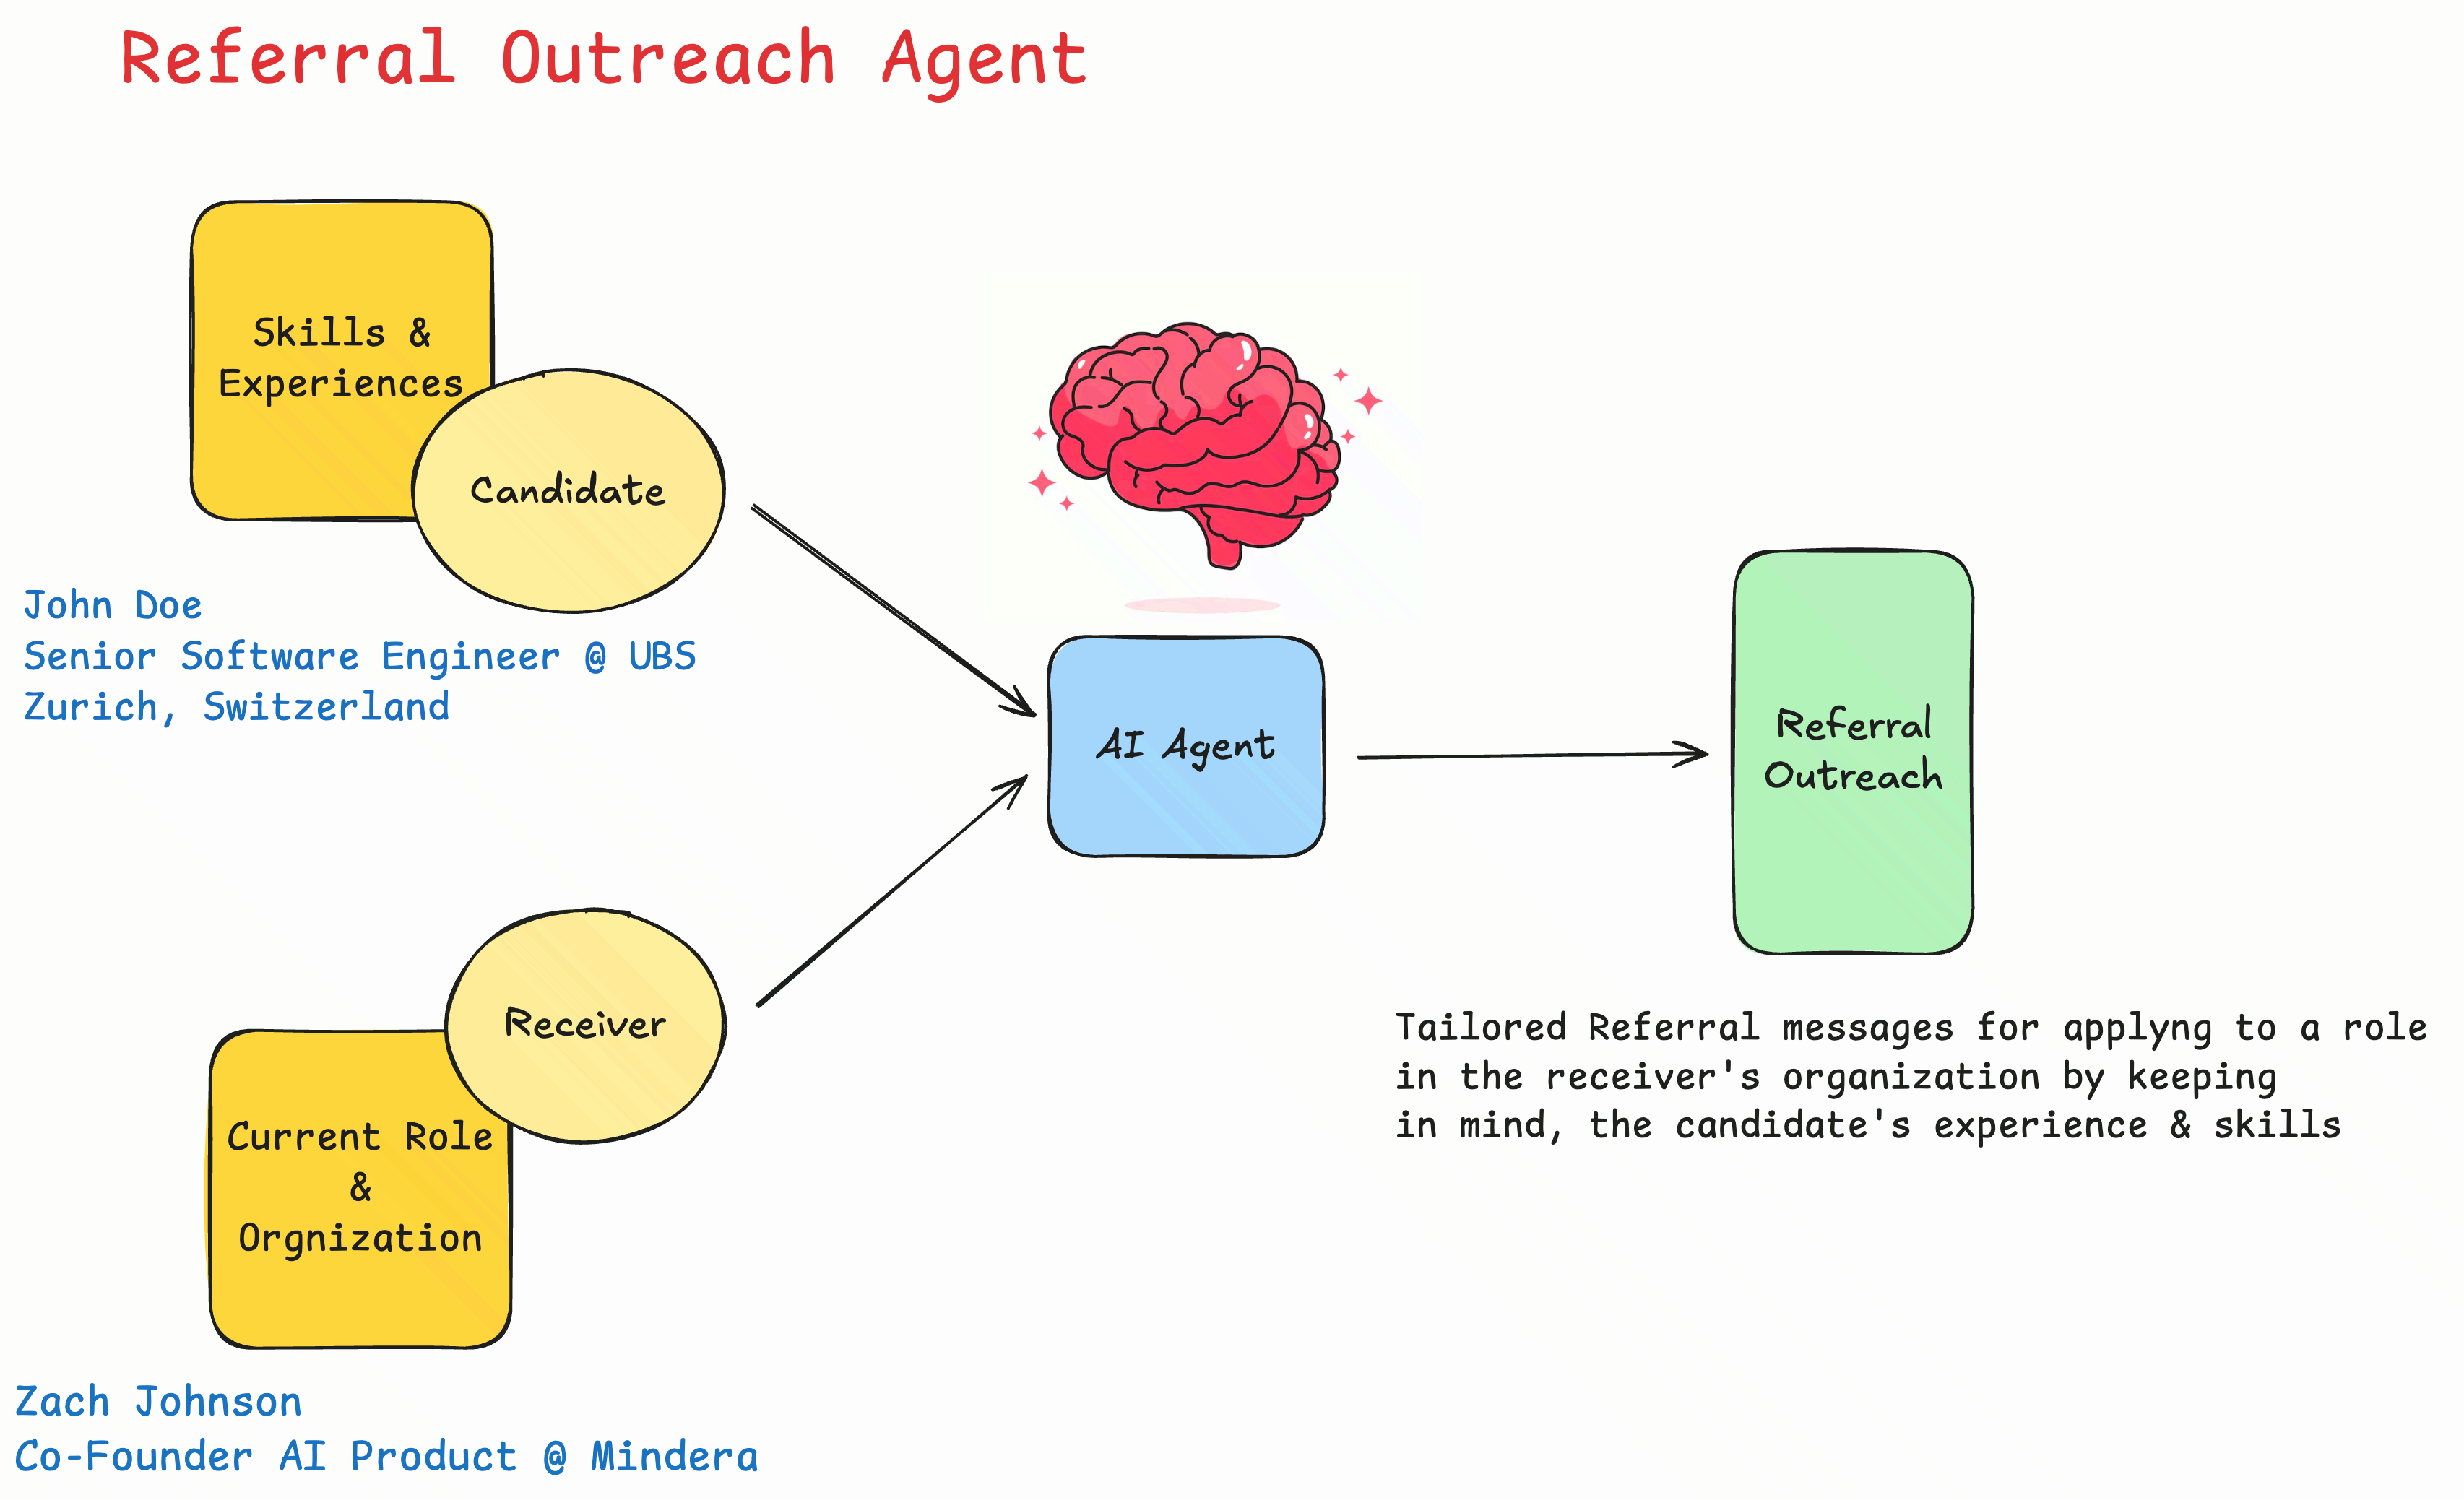 Referral Outreach Agent
Skills &
Experiences
Candidate
John Doe
Senior Software Engineer @ UBS
Zurich, Switzerland
AI Agent
Referral
Outreach
Receiver
Current Role
&
Orgnization
Tailored Referral messages for applyng to a role
in the receiver's organization by keeping
in mind, the candidate's experience & skills
Zach Johnson
Co-Founder AI Product @ Mindera